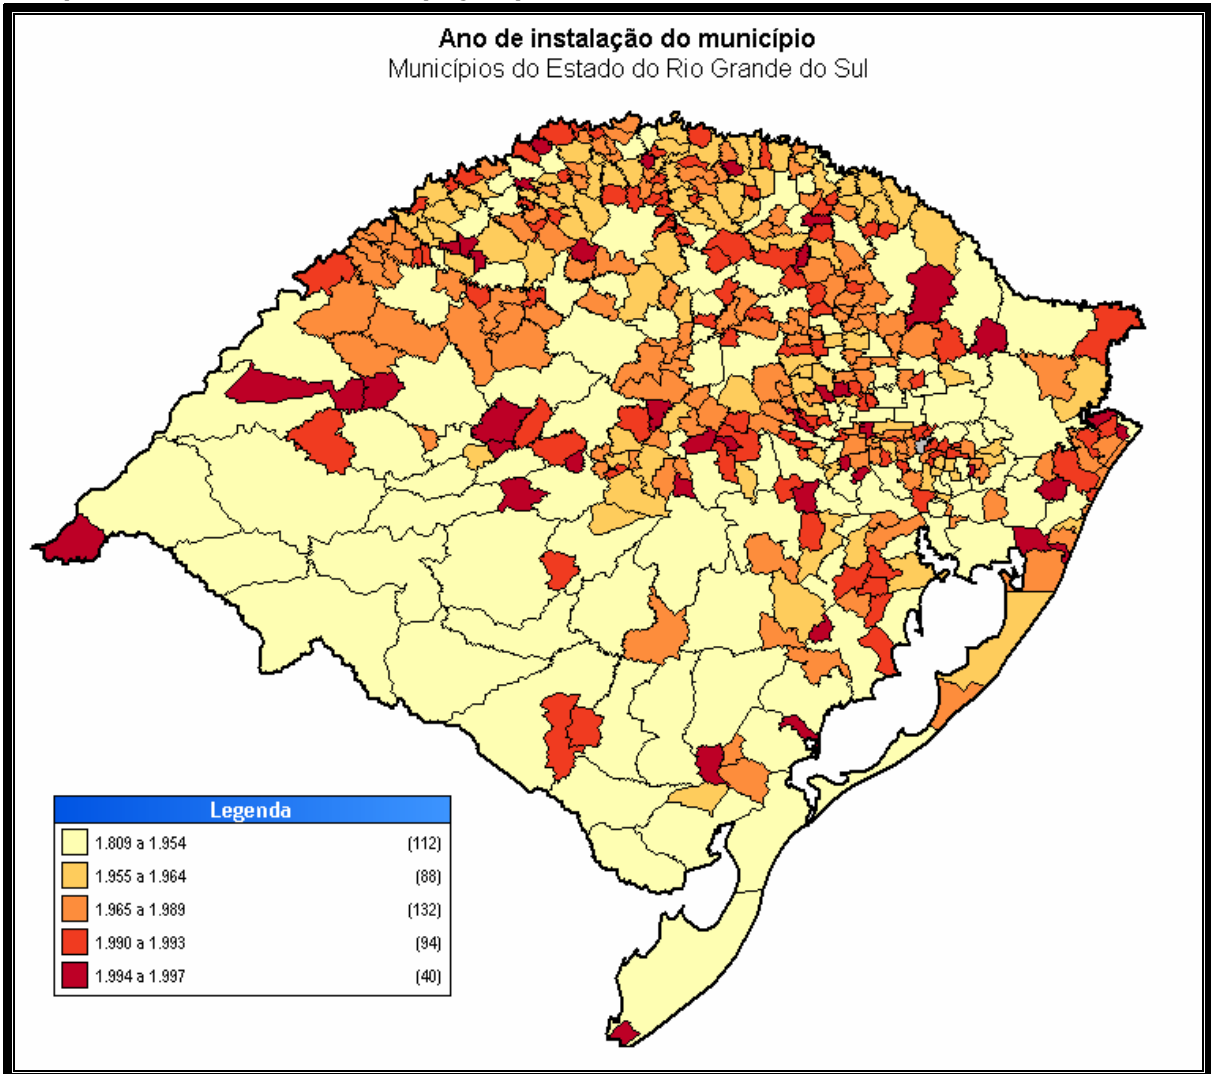 Ano de instalação do município
Municípios do Estado do Rio Grande do Sul
Legenda
1.809 a 1.954 (112)
1.955 a 1.964 (88)
1.965 a 1.989 (132)
1.990 a 1.993 (94)
1.994 a 1.997 (40)